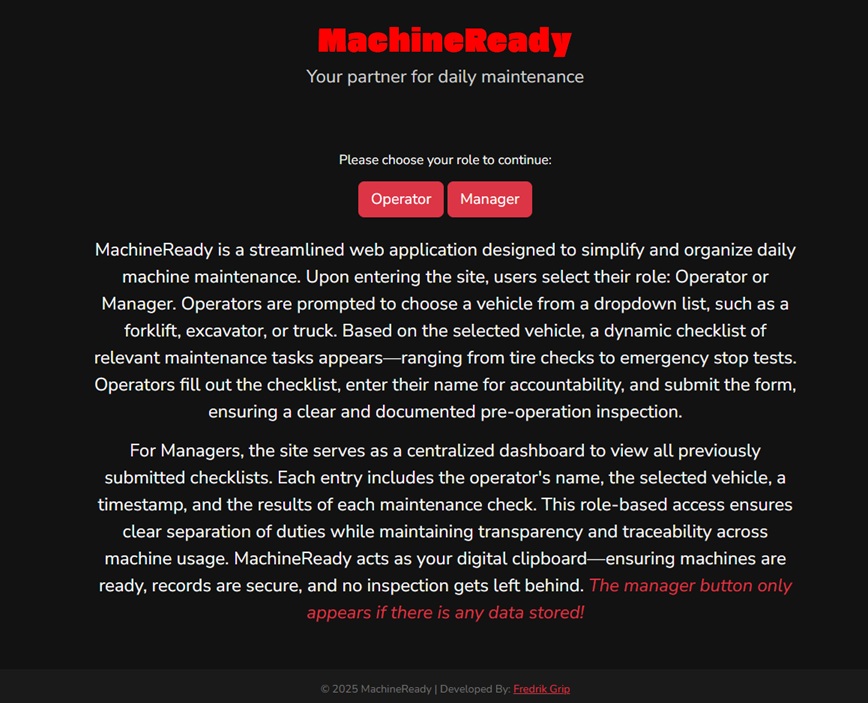 MachineReady
Your partner for daily maintenance
Please choose your role to continue:
Operator Manager
MachineReady is a streamlined web application designed to simplify and organize daily
machine maintenance. Upon entering the site, users select their role: Operator or
Manager. Operators are prompted to choose a vehicle from a dropdown list, such as a
forklift, excavator, or truck. Based on the selected vehicle, a dynamic checklist of
relevant maintenance tasks appears—ranging from tire checks to emergency stop tests.
Operators fill out the checklist, enter their name for accountability, and submit the form,
ensuring a clear and documented pre-operation inspection.
For Managers, the site serves as a centralized dashboard to view all previously
submitted checklists. Each entry includes the operator's name, the selected vehicle, a
timestamp, and the results of each maintenance check. This role-based access ensures
clear separation of duties while maintaining transparency and traceability across
machine usage. MachineReady acts as your digital clipboard—ensuring machines are
ready, records are secure, and no inspection gets left behind. The manager button only
appears if there is any data stored!
© 2025 MachineReady | Developed By: Fredrik Grip